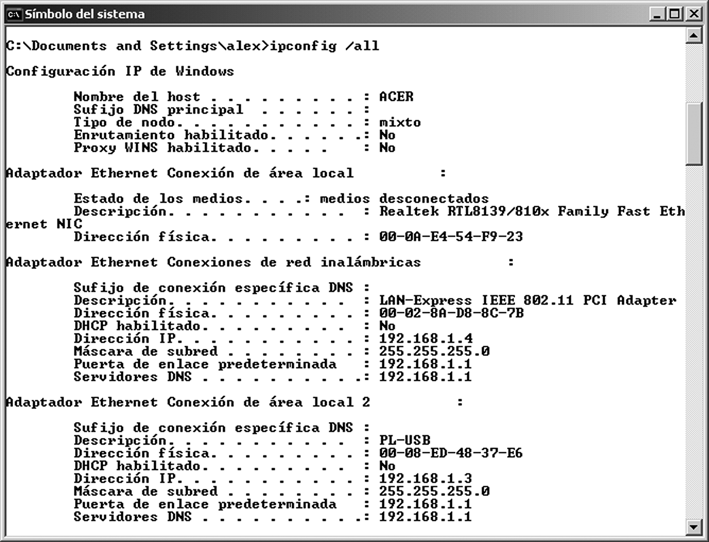 Símbolo del sistema
C:\Documents and Settings\alex>ipconfig /all
Configuración IP de Windows
Nombre del host . . . . . . . . . : ACER
Sufijo DNS principal . . . . . . :
Tipo de nodo. . . . . . . . . . . : mixto
Enrutamiento habilitado. . . . . .: No
Proxy WINS habilitado. . . . . : No
Adaptador Ethernet Conexión de área local :
Estado de los medios. . . .: medios desconectados
Descripción. . . . . . . . . . . : Realtek RTL8139/810x Family Fast Eth
ernet NIC
Dirección física. . . . . . . . . : 00-0A-E4-54-F9-23
Adaptador Ethernet Conexiones de red inalámbricas :
Sufijo de conexión específica DNS :
Descripción. . . . . . . . . . . : LAN-Express IEEE 802.11 PCI Adapter
Dirección física. . . . . . . . . : 00-02-8A-D8-8C-7B
DHCP habilitado. . . . . . . . . : No
Dirección IP. . . . . . . . . . . : 192.168.1.4
Máscara de subred . . . . . . . . : 255.255.255.0
Puerta de enlace predeterminada : 192.168.1.1
Servidores DNS . . . . . . . . . .: 192.168.1.1
Adaptador Ethernet Conexión de área local 2 :
Sufijo de conexión específica DNS :
Descripción. . . . . . . . . . . : PL-USB
Dirección física. . . . . . . . . : 00-08-ED-48-37-E6
DHCP habilitado. . . . . . . . . : No
Dirección IP. . . . . . . . . . . : 192.168.1.3
Máscara de subred . . . . . . . . : 255.255.255.0
Puerta de enlace predeterminada : 192.168.1.1
Servidores DNS . . . . . . . . . .: 192.168.1.1